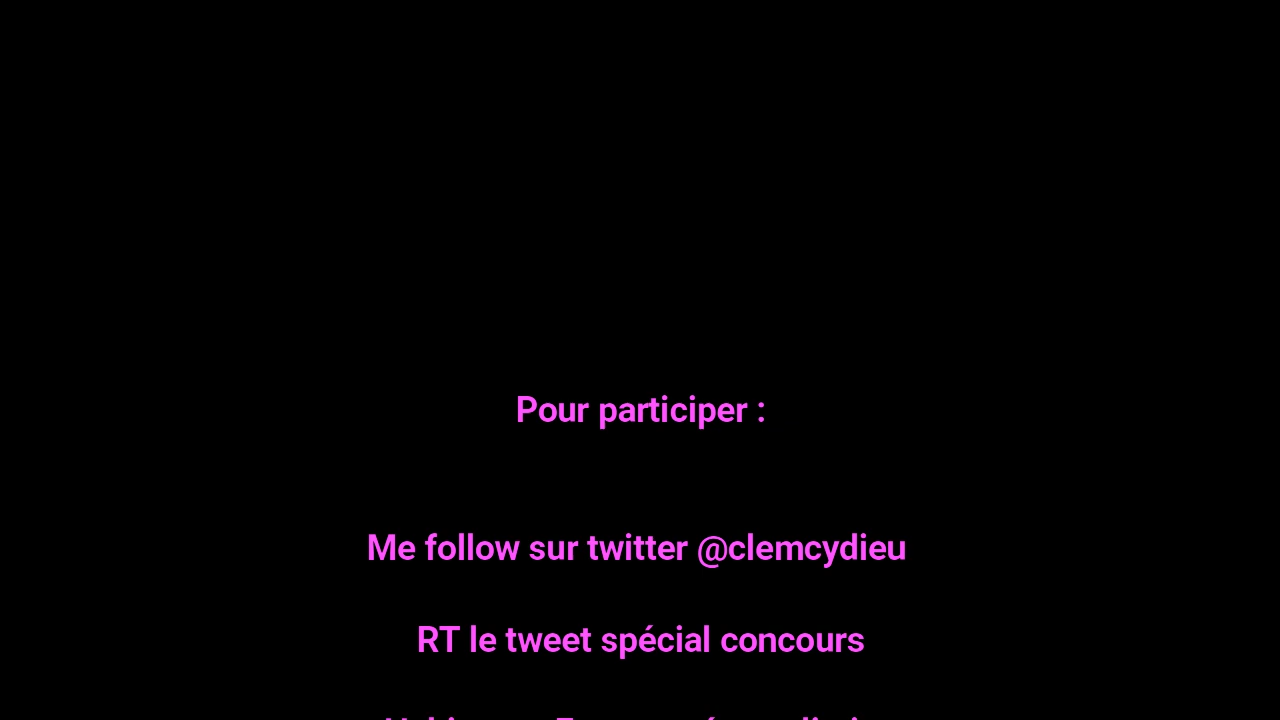 Pour participer :
Me follow sur twitter @clemcydieu
RT le tweet spécial concours